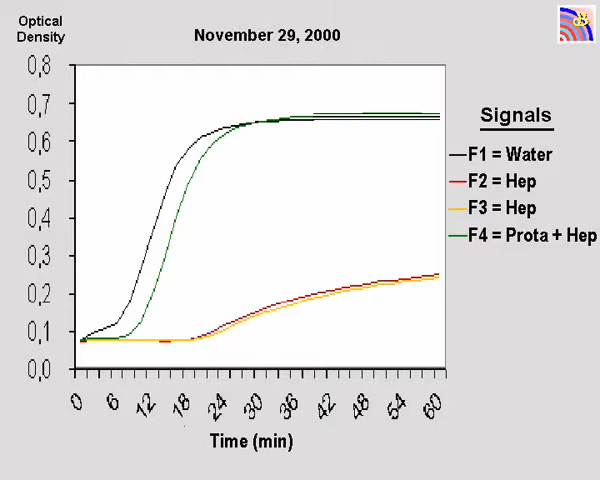 Optical
Density
November 29, 2000
0,8
0,7
0,6
0,5
0,4
0,3
0,2
0,1
0,0
0 6 12 18 24 30 36 42 48 54 60
Time (min)
Signals
F1 = Water
F2 = Hep
F3 = Hep
F4 = Prota + Hep